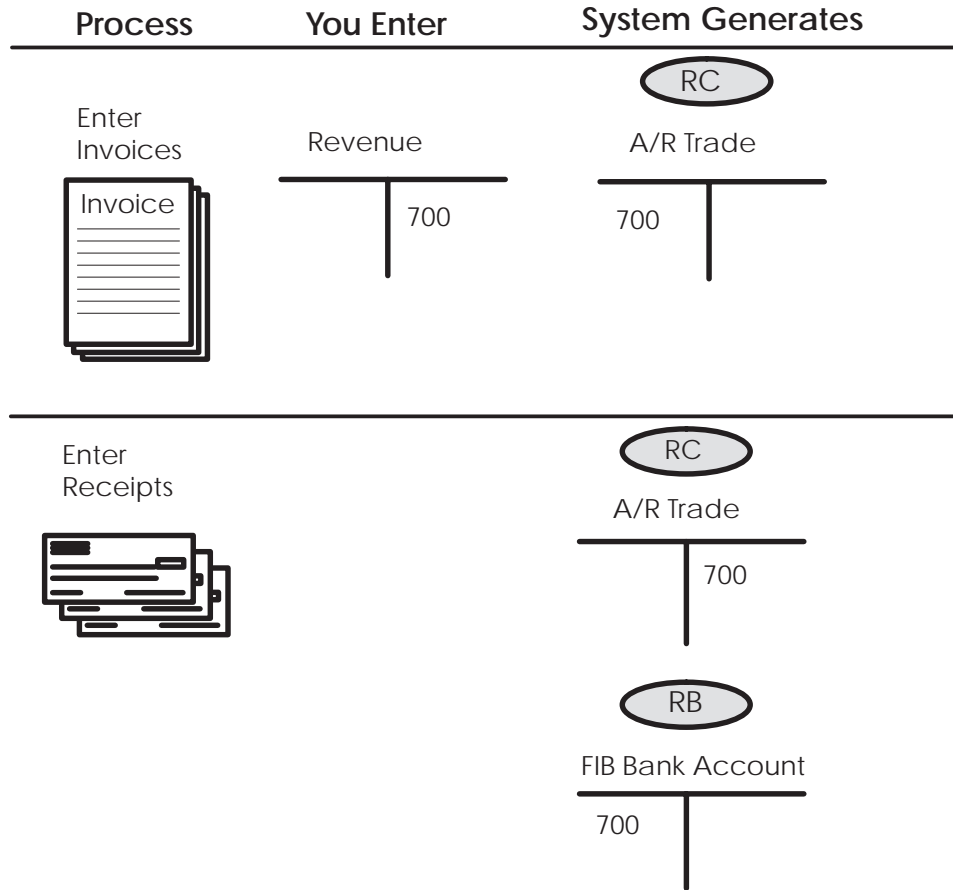 Process You Enter System Generates
RC
Enter
Invoices
Revenue
A/R Trade
Invoice
700
700
Enter
Receipts
RC
A/R Trade
700
RB
FIB Bank Account
700